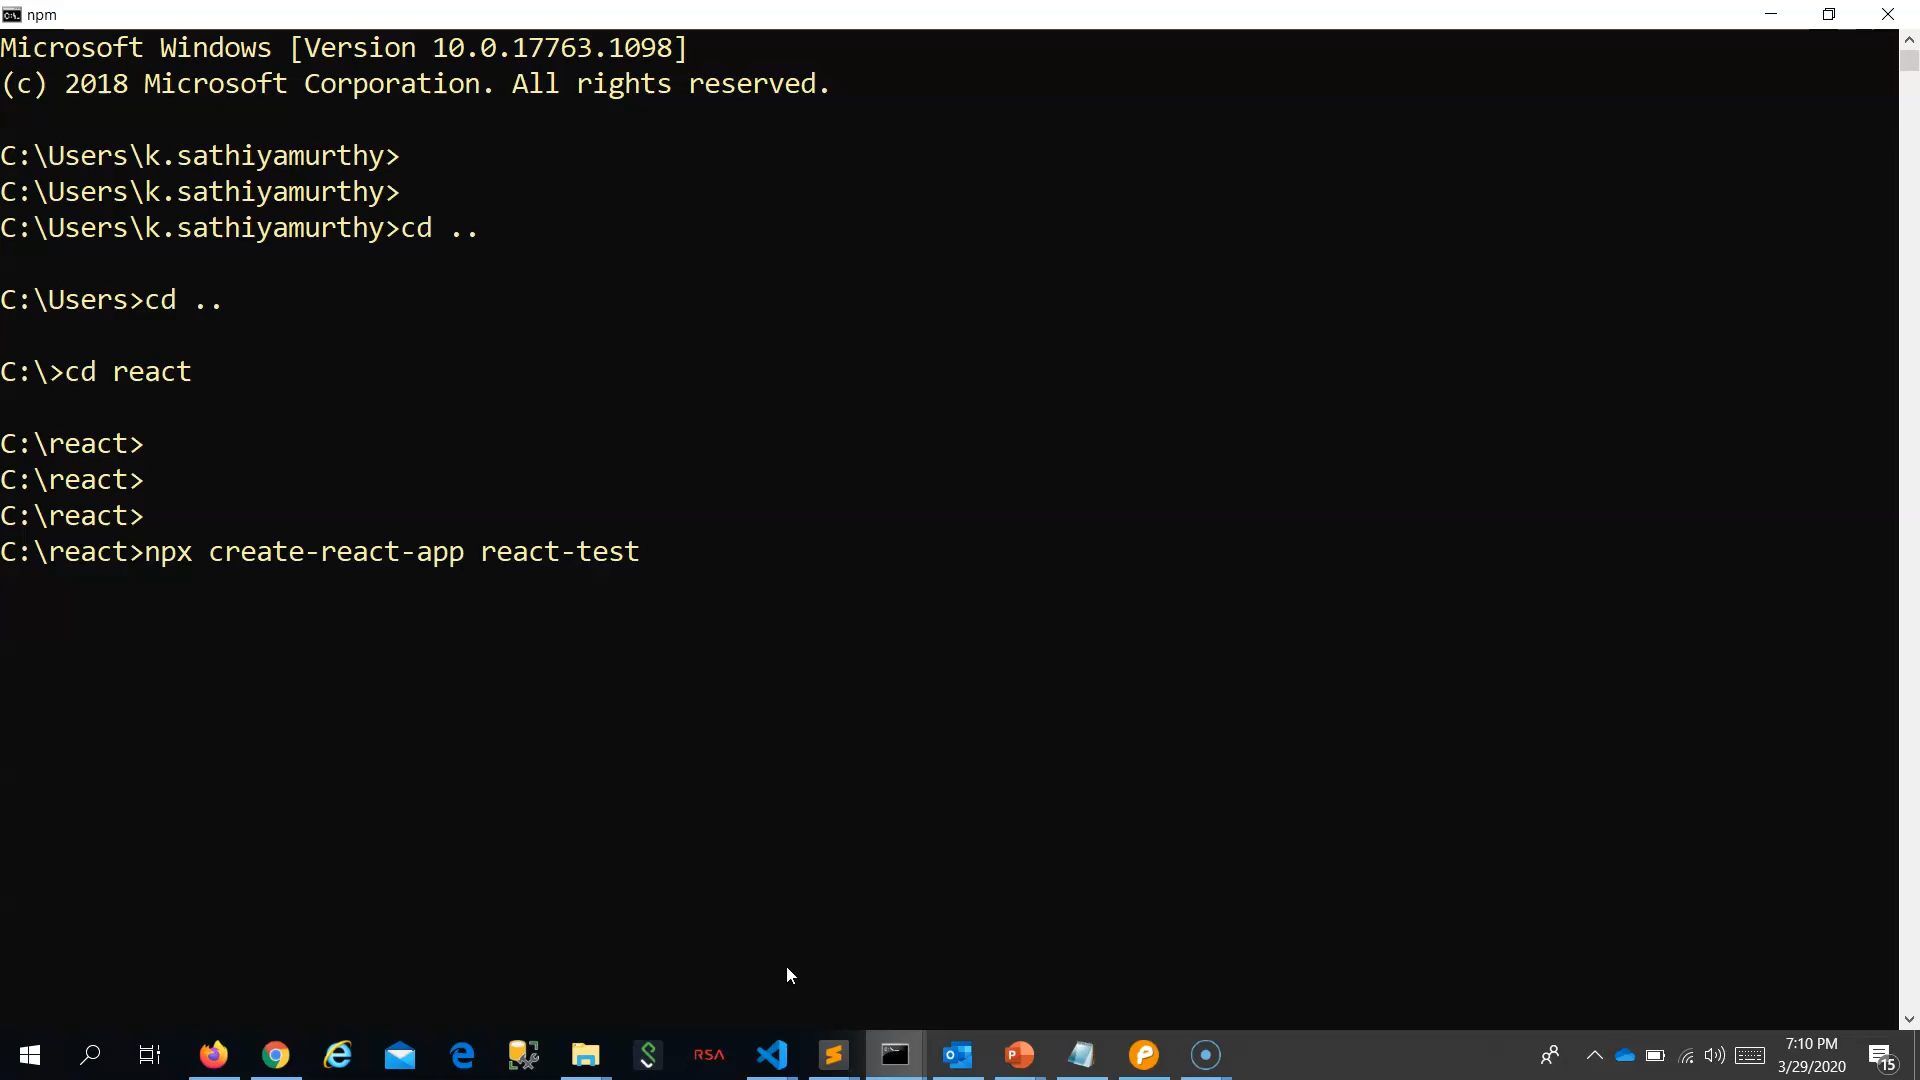 npm
Microsoft Windows [Version 10.0.17763.1098]
(c) 2018 Microsoft Corporation. All rights reserved.
C:\Users\k.sathiyamurthy>
C:\Users\k.sathiyamurthy>
C:\Users\k.sathiyamurthy>cd ..
C:\Users>cd ..
C:\>cd react
C:\react>
C:\react>
C:\react>
C:\react>npx create-react-app react-test
RSA
7:10 PM
3/29/2020
15